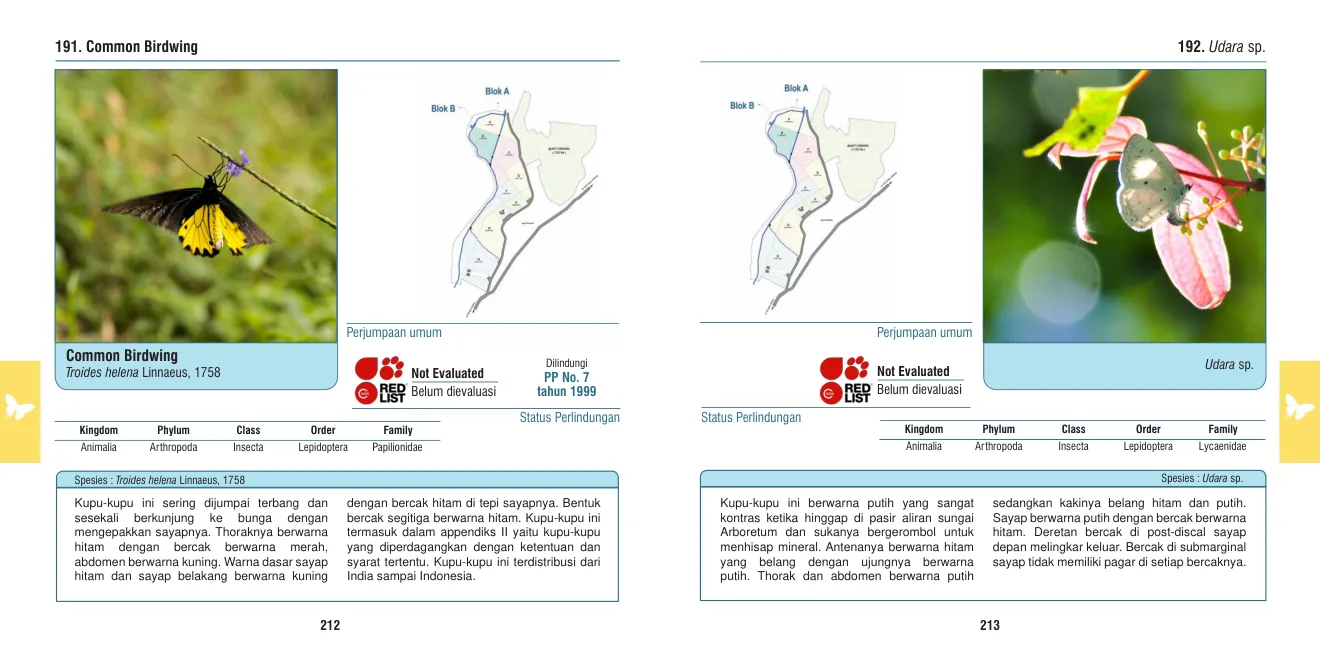 191. Common Birdwing
Blok A
Blok B
Perjumpaan umum
Common Birdwing
Troides helena Linnaeus, 1758
RED
LIST
Not Evaluated
Belum dievaluasi
Dilindungi
PP No. 7
tahun 1999
Status Perlindungan
Kingdom Phylum Class Order Family
Animalia Arthropoda Insecta Lepidoptera Papilionidae
Spesies : Troides helena Linnaeus, 1758
Kupu-kupu ini sering dijumpai terbang dan
sesekali berkunjung ke bunga dengan
mengepakkan sayapnya. Thoraknya berwarna
hitam dengan bercak berwarna merah,
abdomen berwarna kuning. Warna dasar sayap
hitam dan sayap belakang berwarna kuning
dengan bercak hitam di tepi sayapnya. Bentuk
bercak segitiga berwarna hitam. Kupu-kupu ini
termasuk dalam appendiks II yaitu kupu-kupu
yang diperdagangkan dengan ketentuan dan
syarat tertentu. Kupu-kupu ini terdistribusi dari
India sampai Indonesia.
212
192. Udara sp.
Blok A
Blok B
Perjumpaan umum
Udara sp.
RED
LIST
Not Evaluated
Belum dievaluasi
Status Perlindungan
Kingdom Phylum Class Order Family
Animalia Arthropoda Insecta Lepidoptera Lycaenidae
Spesies : Udara sp.
Kupu-kupu ini berwarna putih yang sangat
kontras ketika hinggap di pasir aliran sungai
Arboretum dan sukanya bergerombol untuk
menhisap mineral. Antenanya berwarna hitam
yang belang dengan ujungnya berwarna
putih. Thorak dan abdomen berwarna putih
sedangkan kakinya belang hitam dan putih.
Sayap berwarna putih dengan bercak berwarna
hitam. Deretan bercak di post-discal sayap
depan melingkar keluar. Bercak di submarginal
sayap tidak memiliki pagar di setiap bercaknya.
213